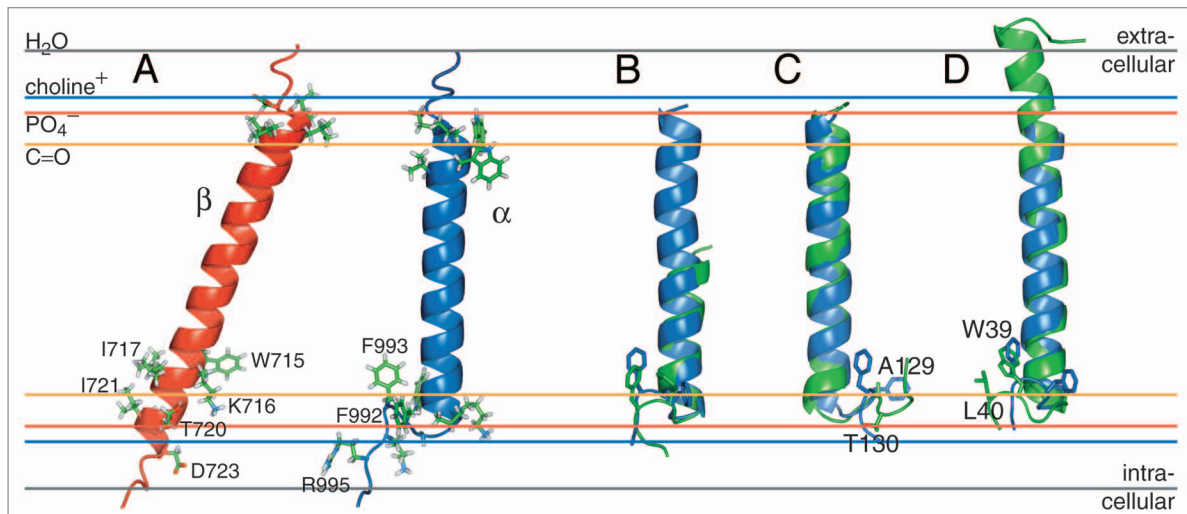 H₂O
A
B
C
D
extra-
cellular
choline⁺
PO₄⁻
C=O
β
α
I717
W715
I721
K716
T720
D723
F993
F992
R995
A129
T130
W39
L40
intra-
cellular